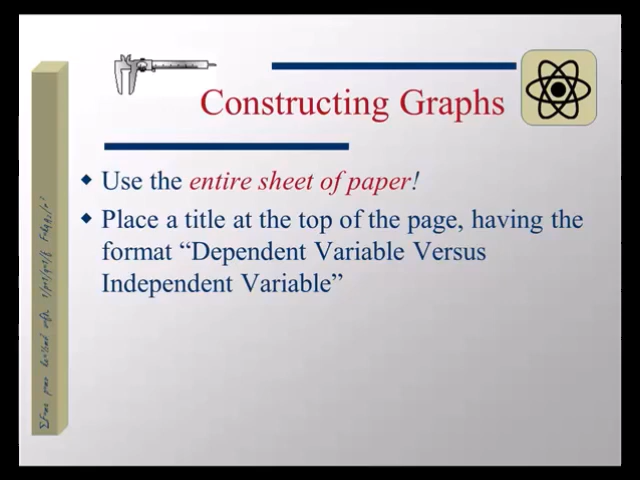 Constructing Graphs
Use the entire sheet of paper!
Place a title at the top of the page, having the
format “Dependent Variable Versus
Independent Variable”